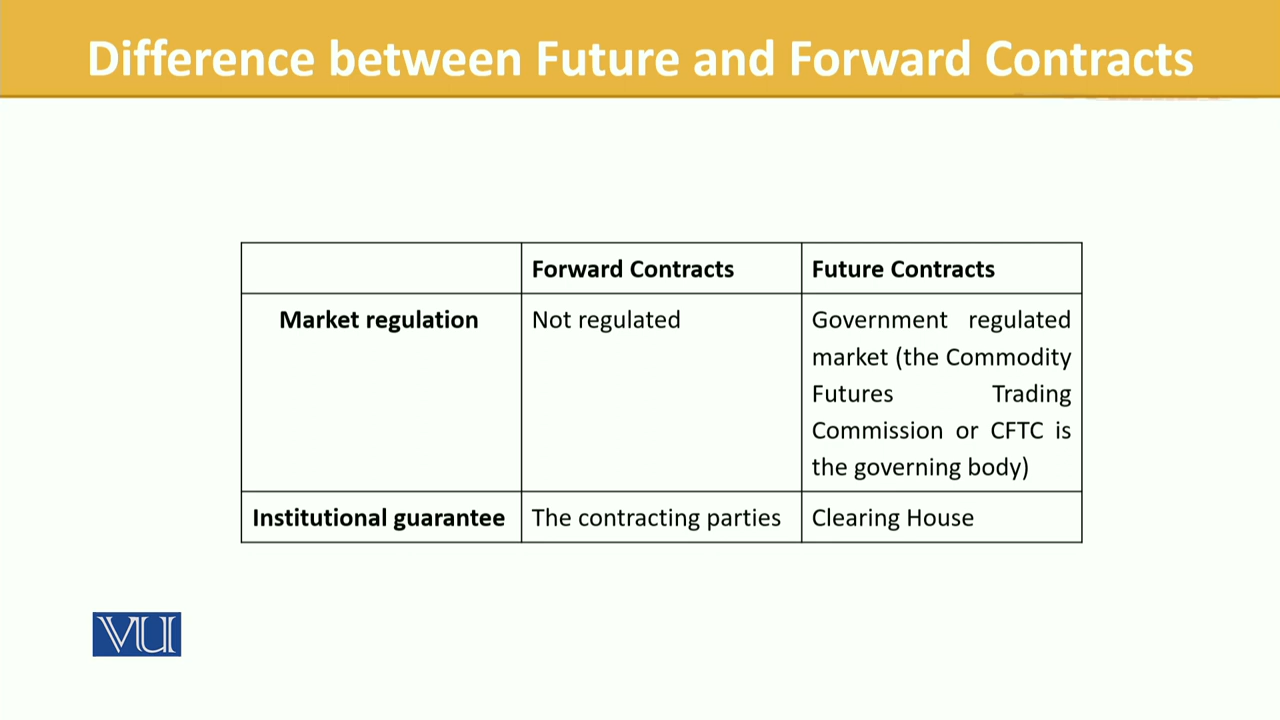 Difference between Future and Forward Contracts
Forward Contracts
Future Contracts
Market regulation
Not regulated
Government regulated
market (the Commodity
Futures Trading
Commission or CFTC is
the governing body)
Institutional guarantee
The contracting parties
Clearing House
VU